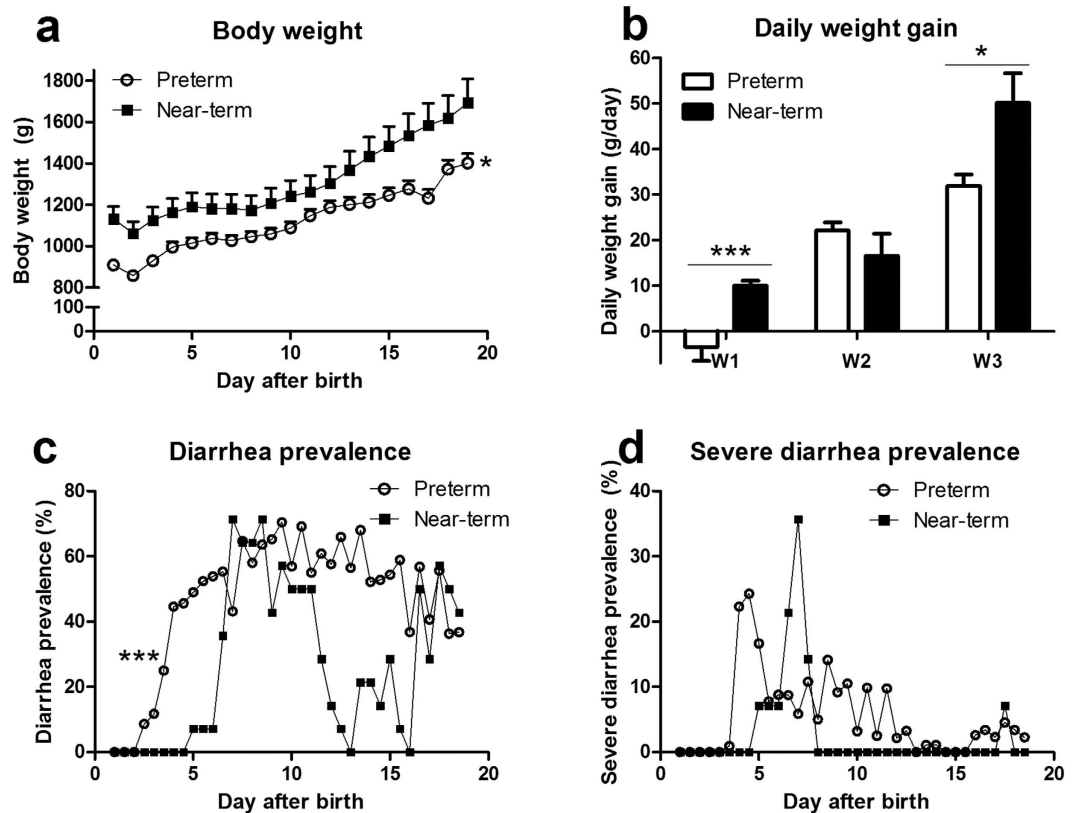 a
Body weight
Preterm
Near-term
Body weight (g)
1800
1600
1400
1200
1000
800
100
0
*
0
5
10
15
20
Day after birth
b
Daily weight gain
Preterm
Near-term
Daily weight gain (g/day)
60
50
40
30
20
10
0
***
*
W1
W2
W3
c
Diarrhea prevalence
Preterm
Near-term
Diarrhea prevalence (%)
80
60
40
20
0
***
0
5
10
15
20
Day after birth
d
Severe diarrhea prevalence
Preterm
Near-term
Severe diarrhea prevalence (%)
40
30
20
10
0
0
5
10
15
20
Day after birth